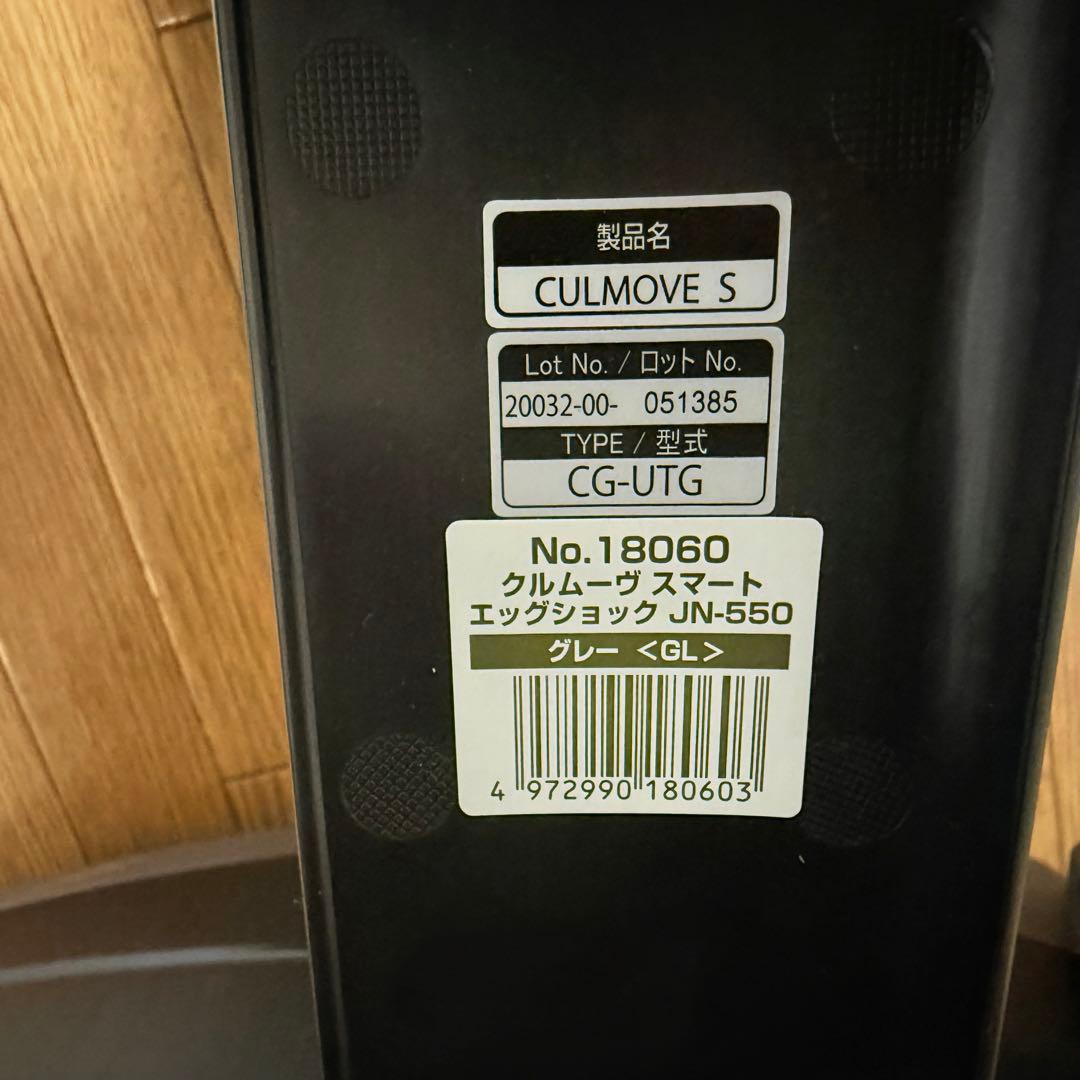 製品名
CULMOVE S
Lot No. / ロット No.
20032-00- 051385
TYPE / 型式
CG-UTG
No.18060
クルムーヴ スマート
エッグショック JN-550
グレー <GL>
4 972990 180603